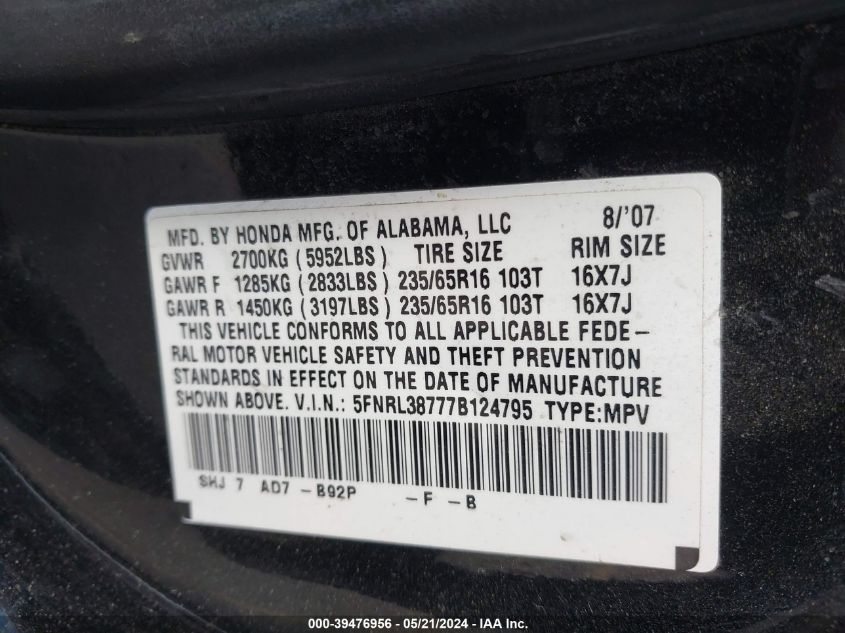 MFD. BY HONDA MFG. OF ALABAMA, LLC 8/'07
GVWR 2700KG (5952LBS) TIRE SIZE RIM SIZE
GAWR F 1285KG (2833LBS) 235/65R16 103T 16X7J
GAWR R 1450KG (3197LBS) 235/65R16 103T 16X7J
THIS VEHICLE CONFORMS TO ALL APPLICABLE FEDE-
RAL MOTOR VEHICLE SAFETY AND THEFT PREVENTION
STANDARDS IN EFFECT ON THE DATE OF MANUFACTURE
SHOWN ABOVE. V.I.N.: 5FNRL38777B124795 TYPE:MPV
SHJ 7 AD7 -B92P -F -B
000-39476956 - 05/21/2024 - IAA Inc.